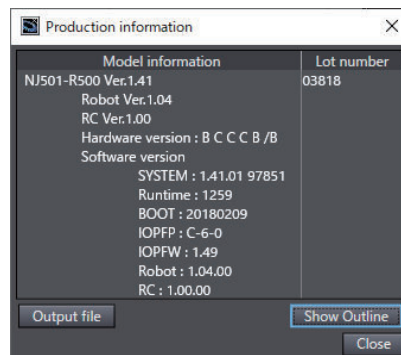 Production information
Model information
Lot number
NJ501-R500 Ver.1.41
03818
Robot Ver.1.04
RC Ver.1.00
Hardware version : B C C C B /B
Software version
SYSTEM : 1.41.01 97851
Runtime : 1259
BOOT : 20180209
IOPFP : C-6-0
IOPFW : 1.49
Robot : 1.04.00
RC : 1.00.00
Output file
Show Outline
Close